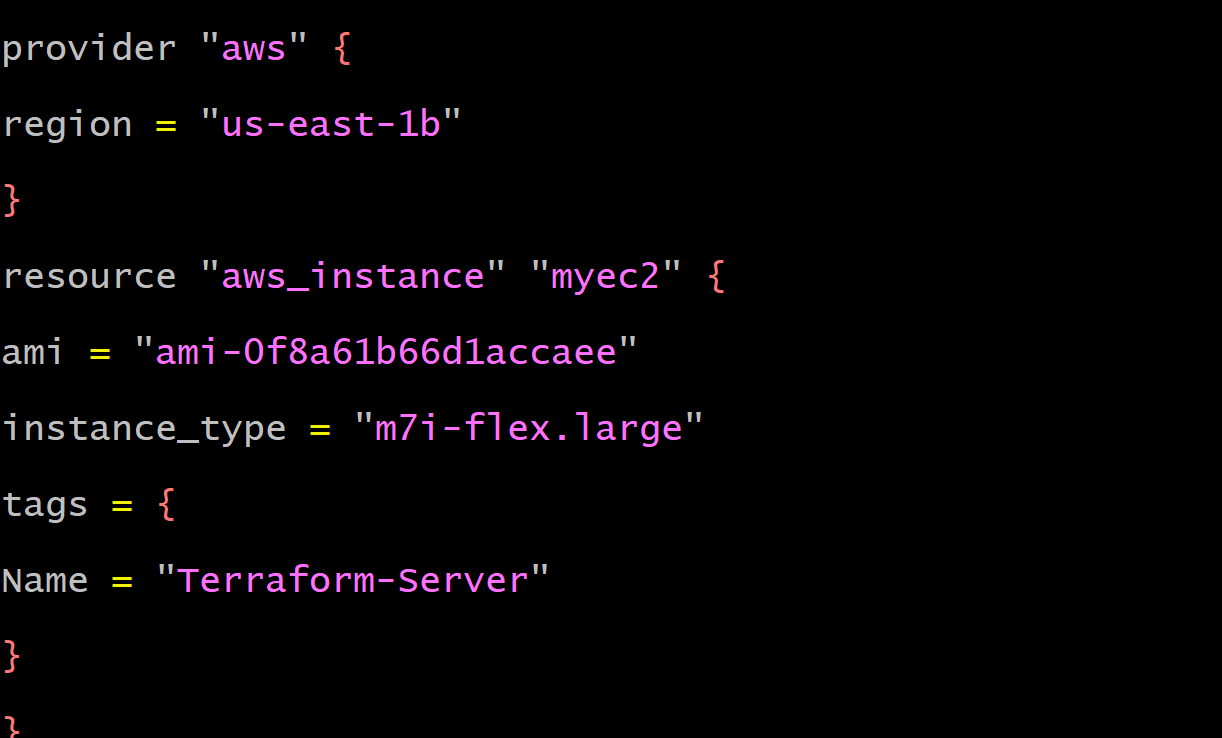 provider "aws" {
region = "us-east-1b"
}
resource "aws_instance" "myec2" {
ami = "ami-0f8a61b66d1accaee"
instance_type = "m7i-flex.large"
tags = {
Name = "Terraform-Server"
}
}